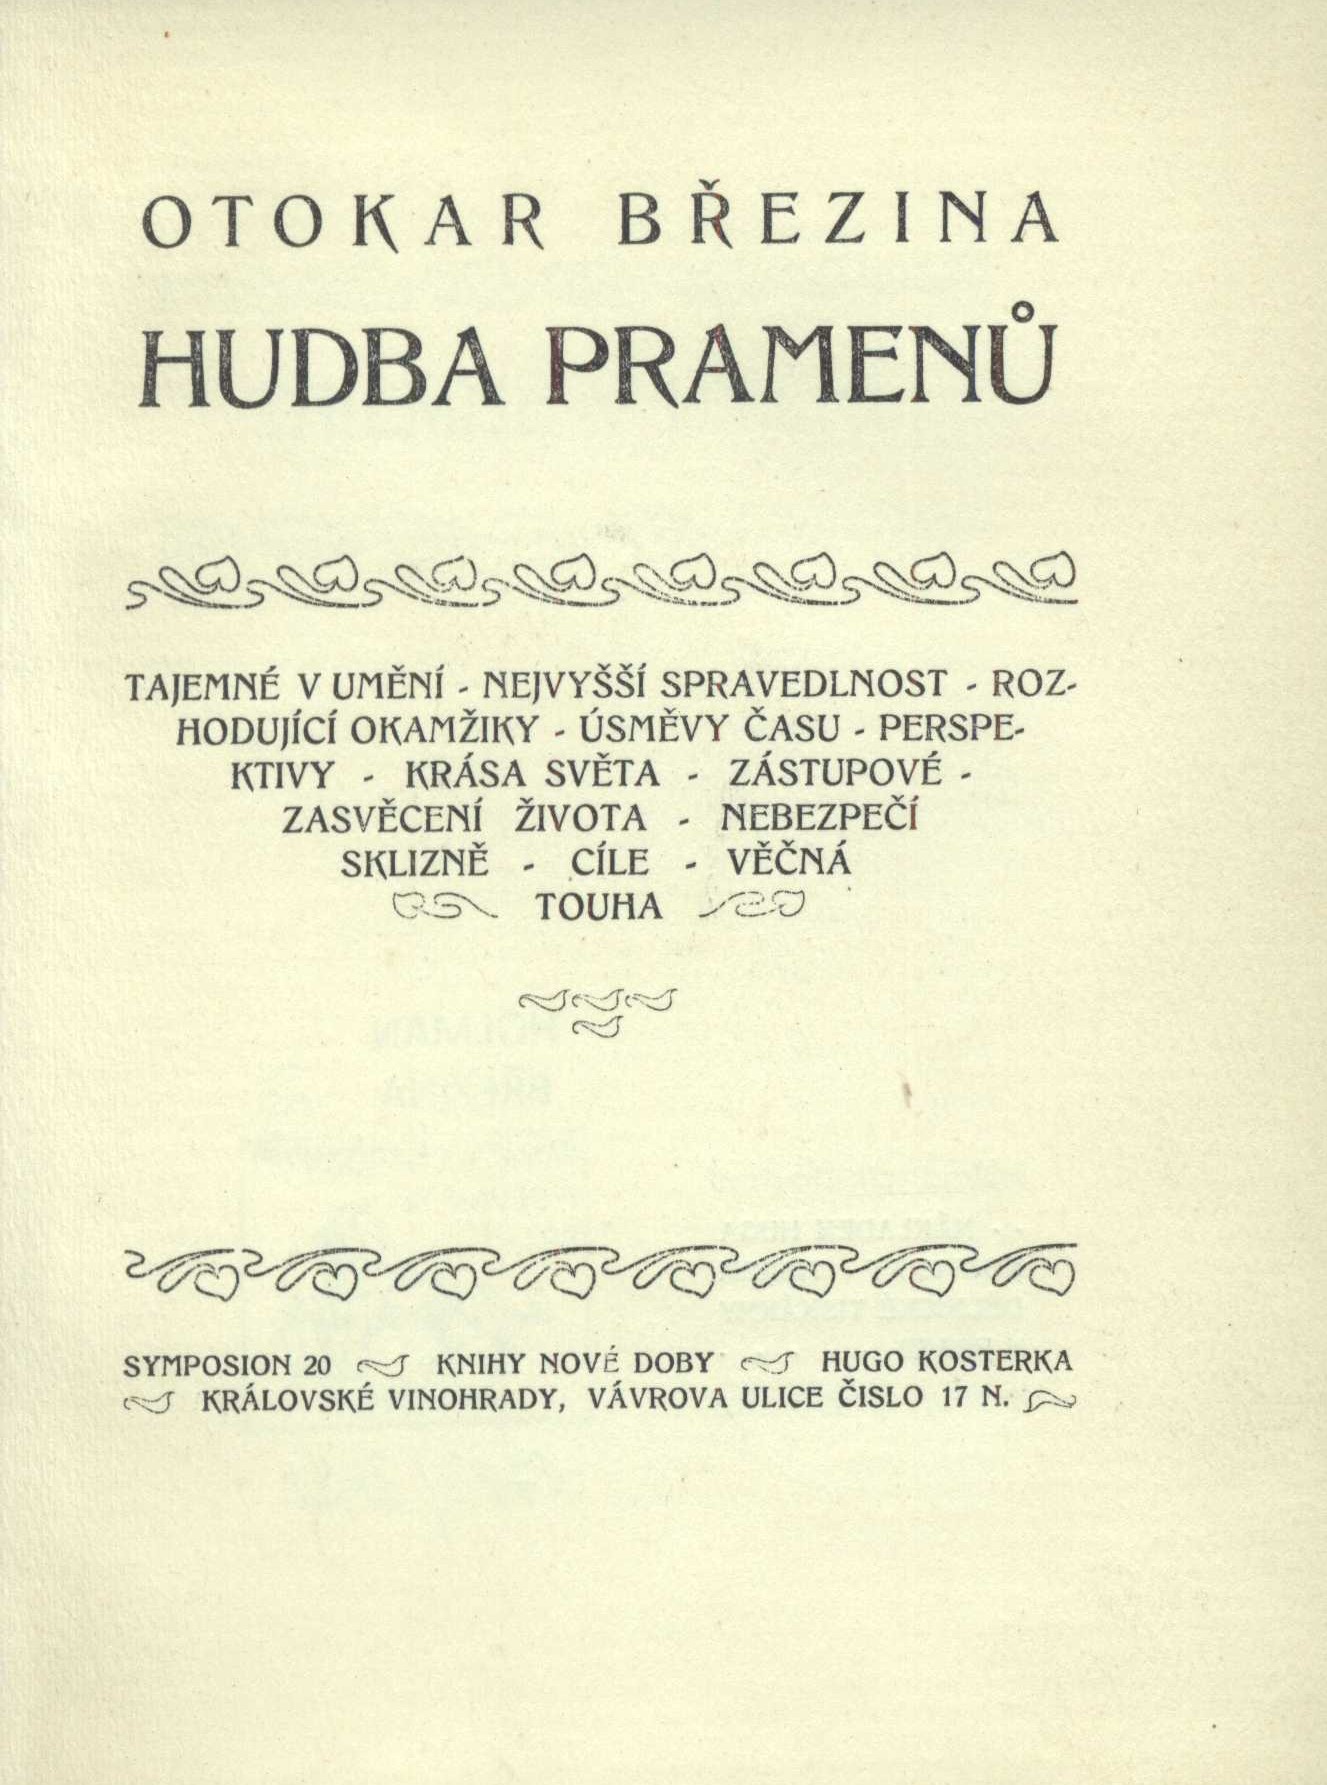 OTOKAR BŘEZINA
HUDBA PRAMENŮ
TAJEMNÉ V UMĚNÍ - NEJVYŠŠÍ SPRAVEDLNOST - ROZ-
HODUJÍCÍ OKAMŽIKY - ÚSMĚVY ČASU - PERSPE-
KTIVY - KRÁSA SVĚTA - ZÁSTUPOVÉ -
ZASVĚCENÍ ŽIVOTA - NEBEZPEČÍ
SKLIZNĚ - CÍLE - VĚČNÁ
TOUHA
SYMPOSION 20 KNIHY NOVÉ DOBY HUGO KOSTERKA
KRÁLOVSKÉ VINOHRADY, VÁVROVA ULICE ČISLO 17 N.